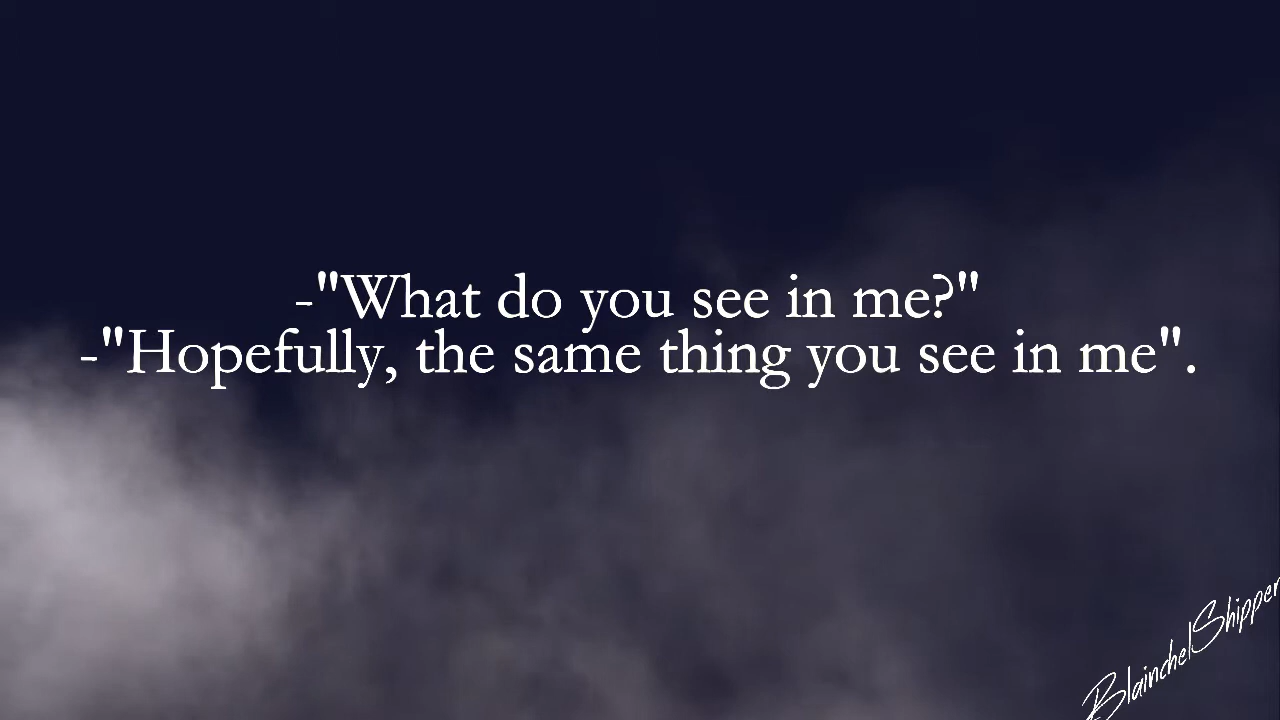 -"What do you see in me?"
-"Hopefully, the same thing you see in me".
BlainchelShipper